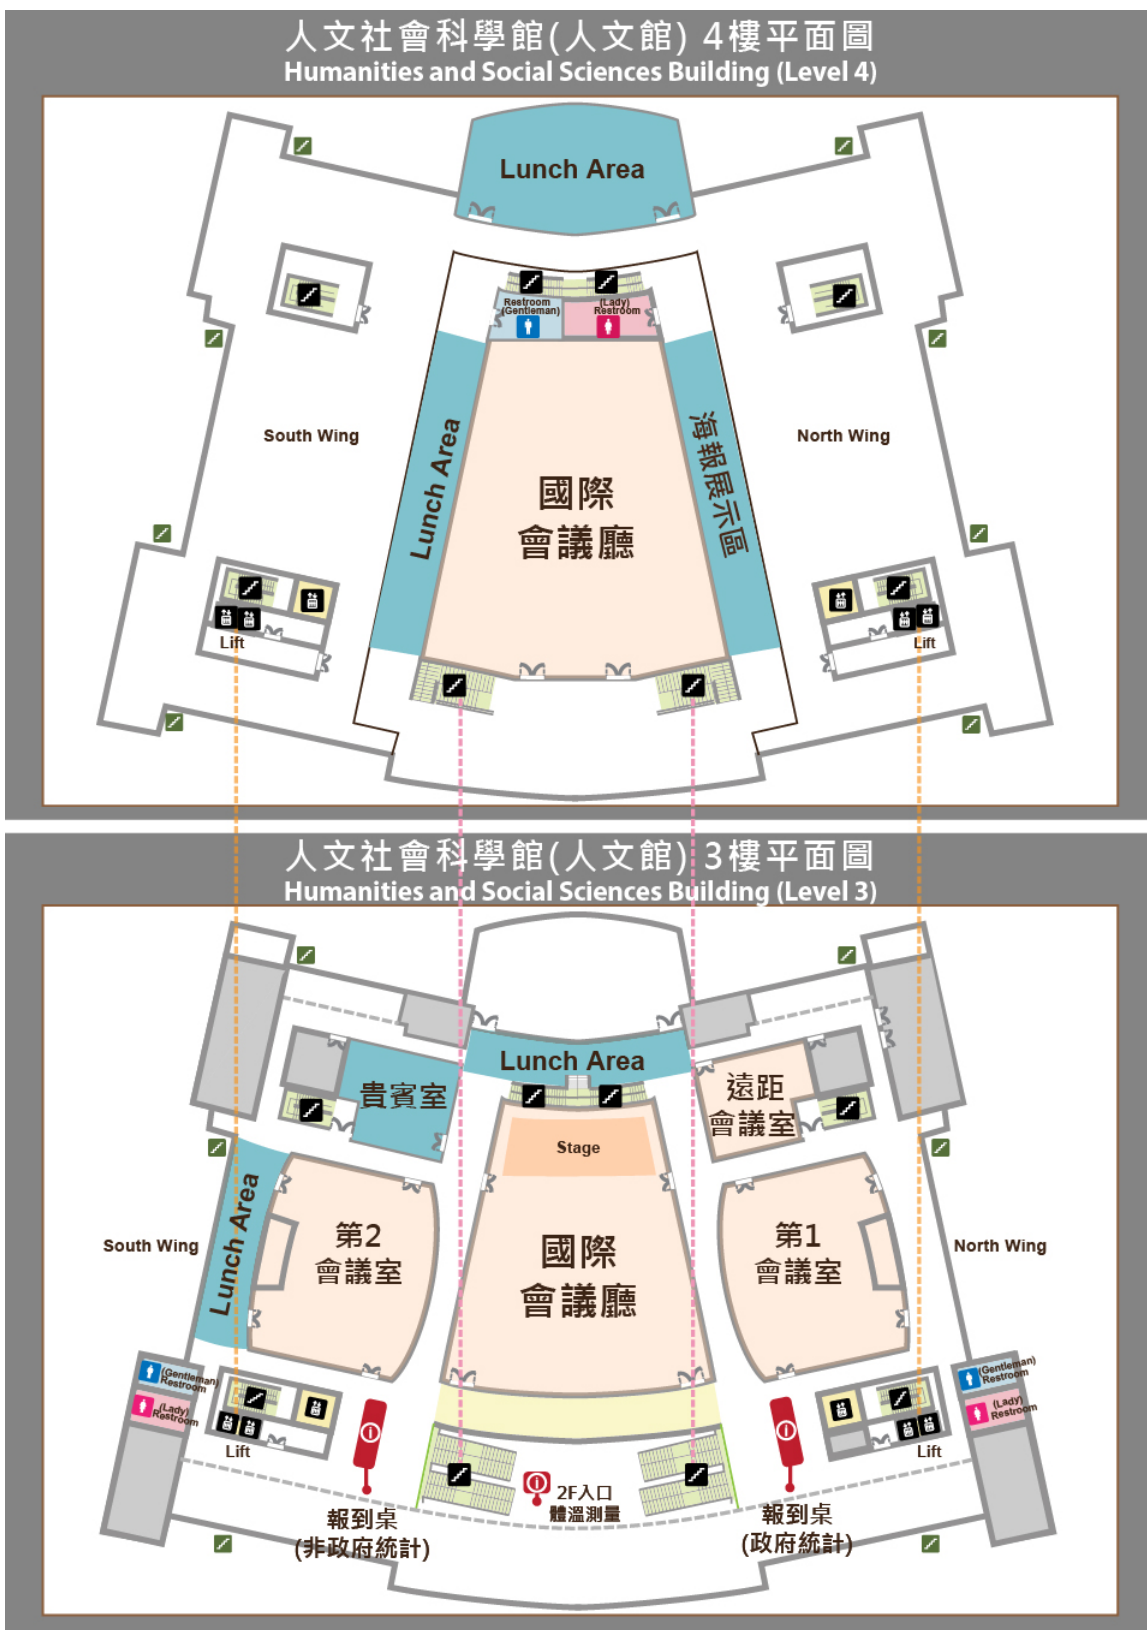 人文社會科學館(人文館) 4樓平面圖
Humanities and Social Sciences Building (Level 4)
Lunch Area
Restroom
(Gentleman)
(Lady)
Restroom
South Wing
Lunch Area
國際
會議廳
海報展示區
North Wing
Lift
Lift
人文社會科學館(人文館) 3樓平面圖
Humanities and Social Sciences Building (Level 3)
Lunch Area
貴賓室
遠距
會議室
Stage
South Wing
Lunch Area
第2
會議室
國際
會議廳
第1
會議室
North Wing
(Gentleman)
Restroom
(Lady)
Restroom
(Gentleman)
Restroom
(Lady)
Restroom
Lift
Lift
2F入口
體溫測量
報到桌
(非政府統計)
報到桌
(政府統計)